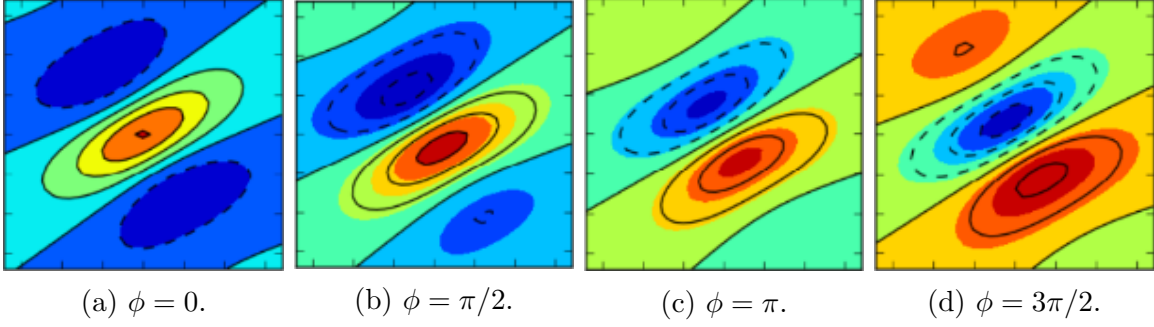 (a) ϕ = 0.
(b) ϕ = π/2.
(c) ϕ = π.
(d) ϕ = 3π/2.